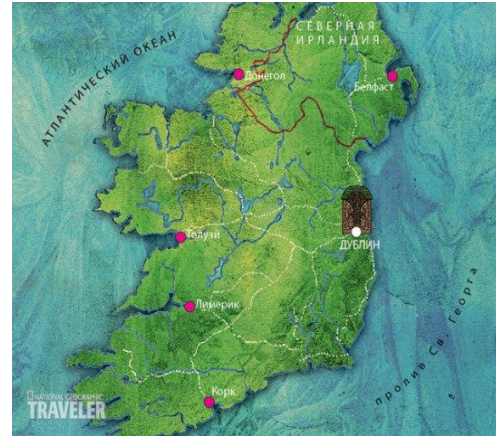 СЕВЕРНАЯ
ИРЛАНДИЯ
АТЛАНТИЧЕСКИЙ ОКЕАН
Донегол
Белфаст
Голуэй
ДУБЛИН
Лимерик
пролив Св. Георга
Корк
NATIONAL GEOGRAPHIC
TRAVELER